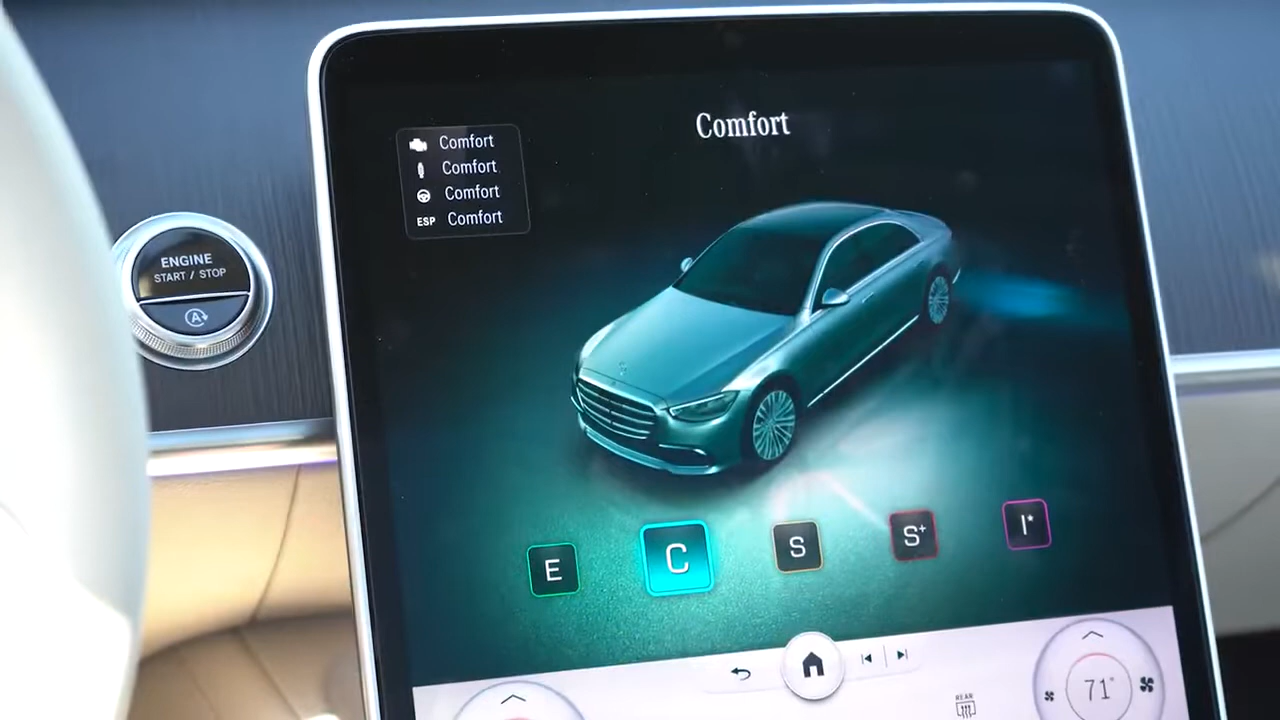 Comfort
Comfort
Comfort
Comfort
ESP Comfort
ENGINE
START / STOP
A
E
C
S
S+
I*
REAR
71°